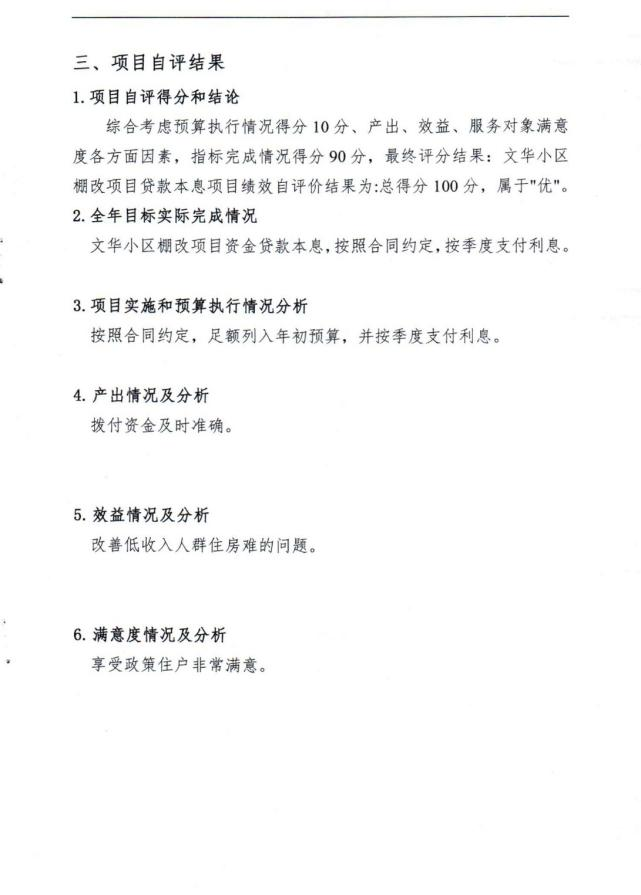 三、项目自评结果
1.项目自评得分和结论
综合考虑预算执行情况得分 10 分、产出、效益、服务对象满意
度各方面因素，指标完成情况得分 90 分，最终评分结果：文华小区
棚改项目贷款本息项目绩效自评价结果为:总得分 100 分，属于"优"。
2.全年目标实际完成情况
文华小区棚改项目资金贷款本息,按照合同约定,按季度支付利息。
3.项目实施和预算执行情况分析
按照合同约定，足额列入年初预算，并按季度支付利息。
4.产出情况及分析
拨付资金及时准确。
5.效益情况及分析
改善低收入人群住房难的问题。
6.满意度情况及分析
享受政策住户非常满意。